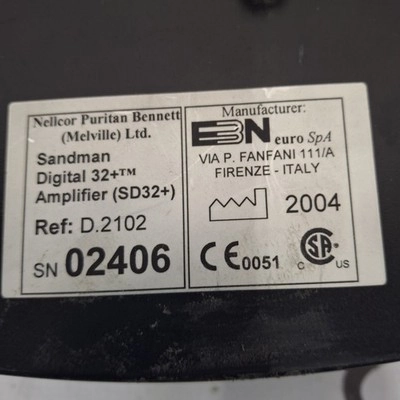 Nellcor Puritan Bennett
(Melville) Ltd.
Sandman
Digital 32+™
Amplifier (SD32+)
Ref: D.2102
SN 02406
Manufacturer:
EBN euro SpA
VIA P. FANFANI 111/A
FIRENZE - ITALY
2004
CE 0051
C SA US